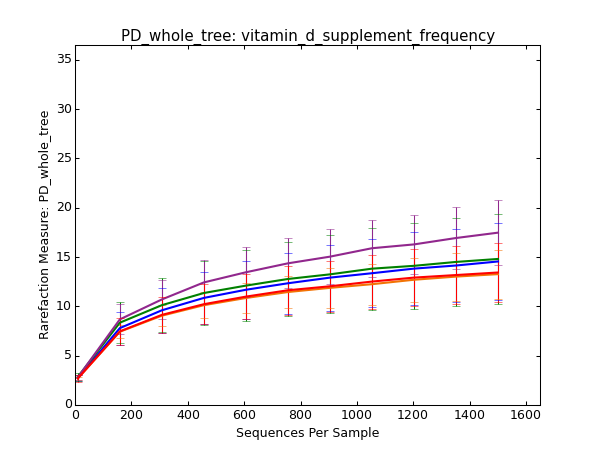 PD_whole_tree: vitamin_d_supplement_frequency
35
30
25
20
15
10
5
0
Rarefaction Measure: PD_whole_tree
0 200 400 600 800 1000 1200 1400 1600
Sequences Per Sample